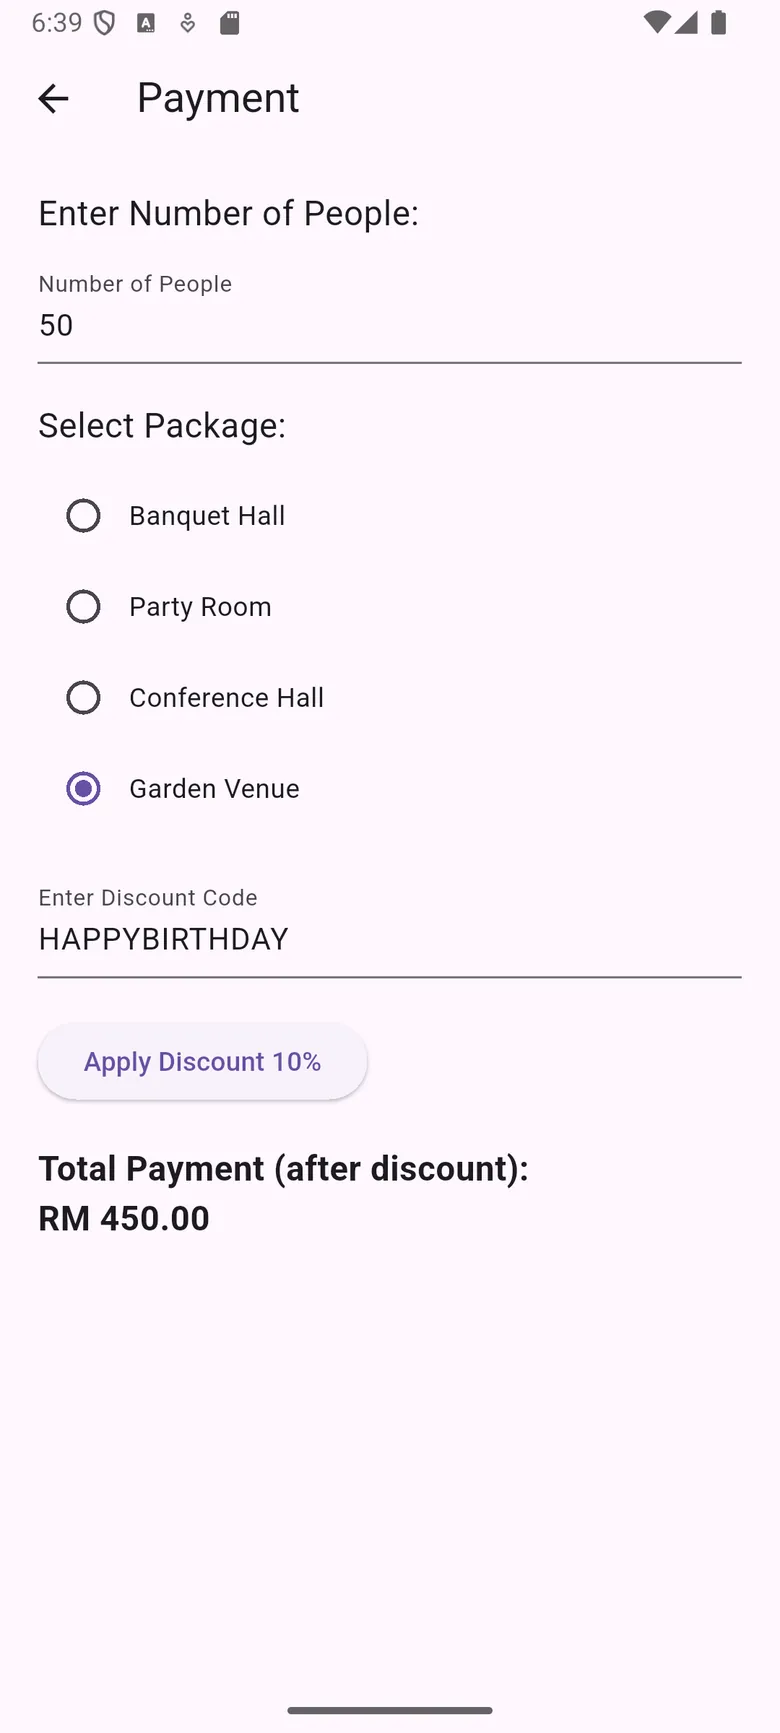 6:39
Payment
Enter Number of People:
Number of People
50
Select Package:
Banquet Hall
Party Room
Conference Hall
Garden Venue
Enter Discount Code
HAPPYBIRTHDAY
Apply Discount 10%
Total Payment (after discount):
RM 450.00